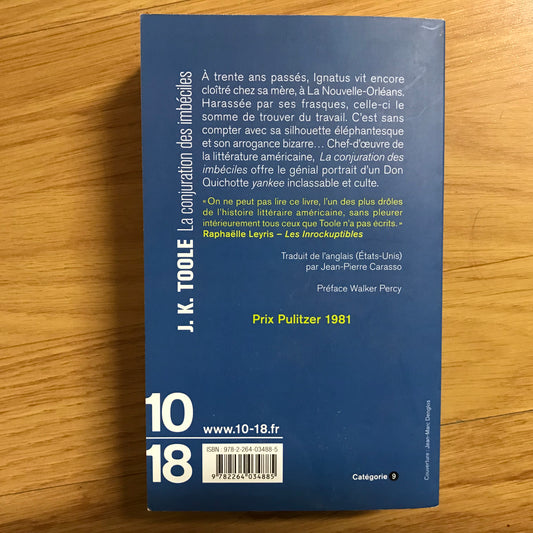 À trente ans passés, Ignatus vit encore
cloîtré chez sa mère, à La Nouvelle-Orléans.
Harassée par ses frasques, celle-ci le
somme de trouver du travail. C'est sans
compter avec sa silhouette éléphantesque
et son arrogance bizarre... Chef-d'œuvre de
la littérature américaine, La conjuration des
imbéciles offre le génial portrait d'un Don
Quichotte yankee inclassable et culte.
« On ne peut pas lire ce livre, l'un des plus drôles
de l'histoire littéraire américaine, sans pleurer
intérieurement tous ceux que Toole n'a pas écrits. »
Raphaëlle Leyris – Les Inrockuptibles
Traduit de l'anglais (États-Unis)
par Jean-Pierre Carasso
Préface Walker Percy
Prix Pulitzer 1981
J. K. TOOLE La conjuration des imbéciles
10
18
www.10-18.fr
ISBN : 978-2-264-03488-5
9 782264 034885
Catégorie 9
Couverture : Jean-Marc Denglos